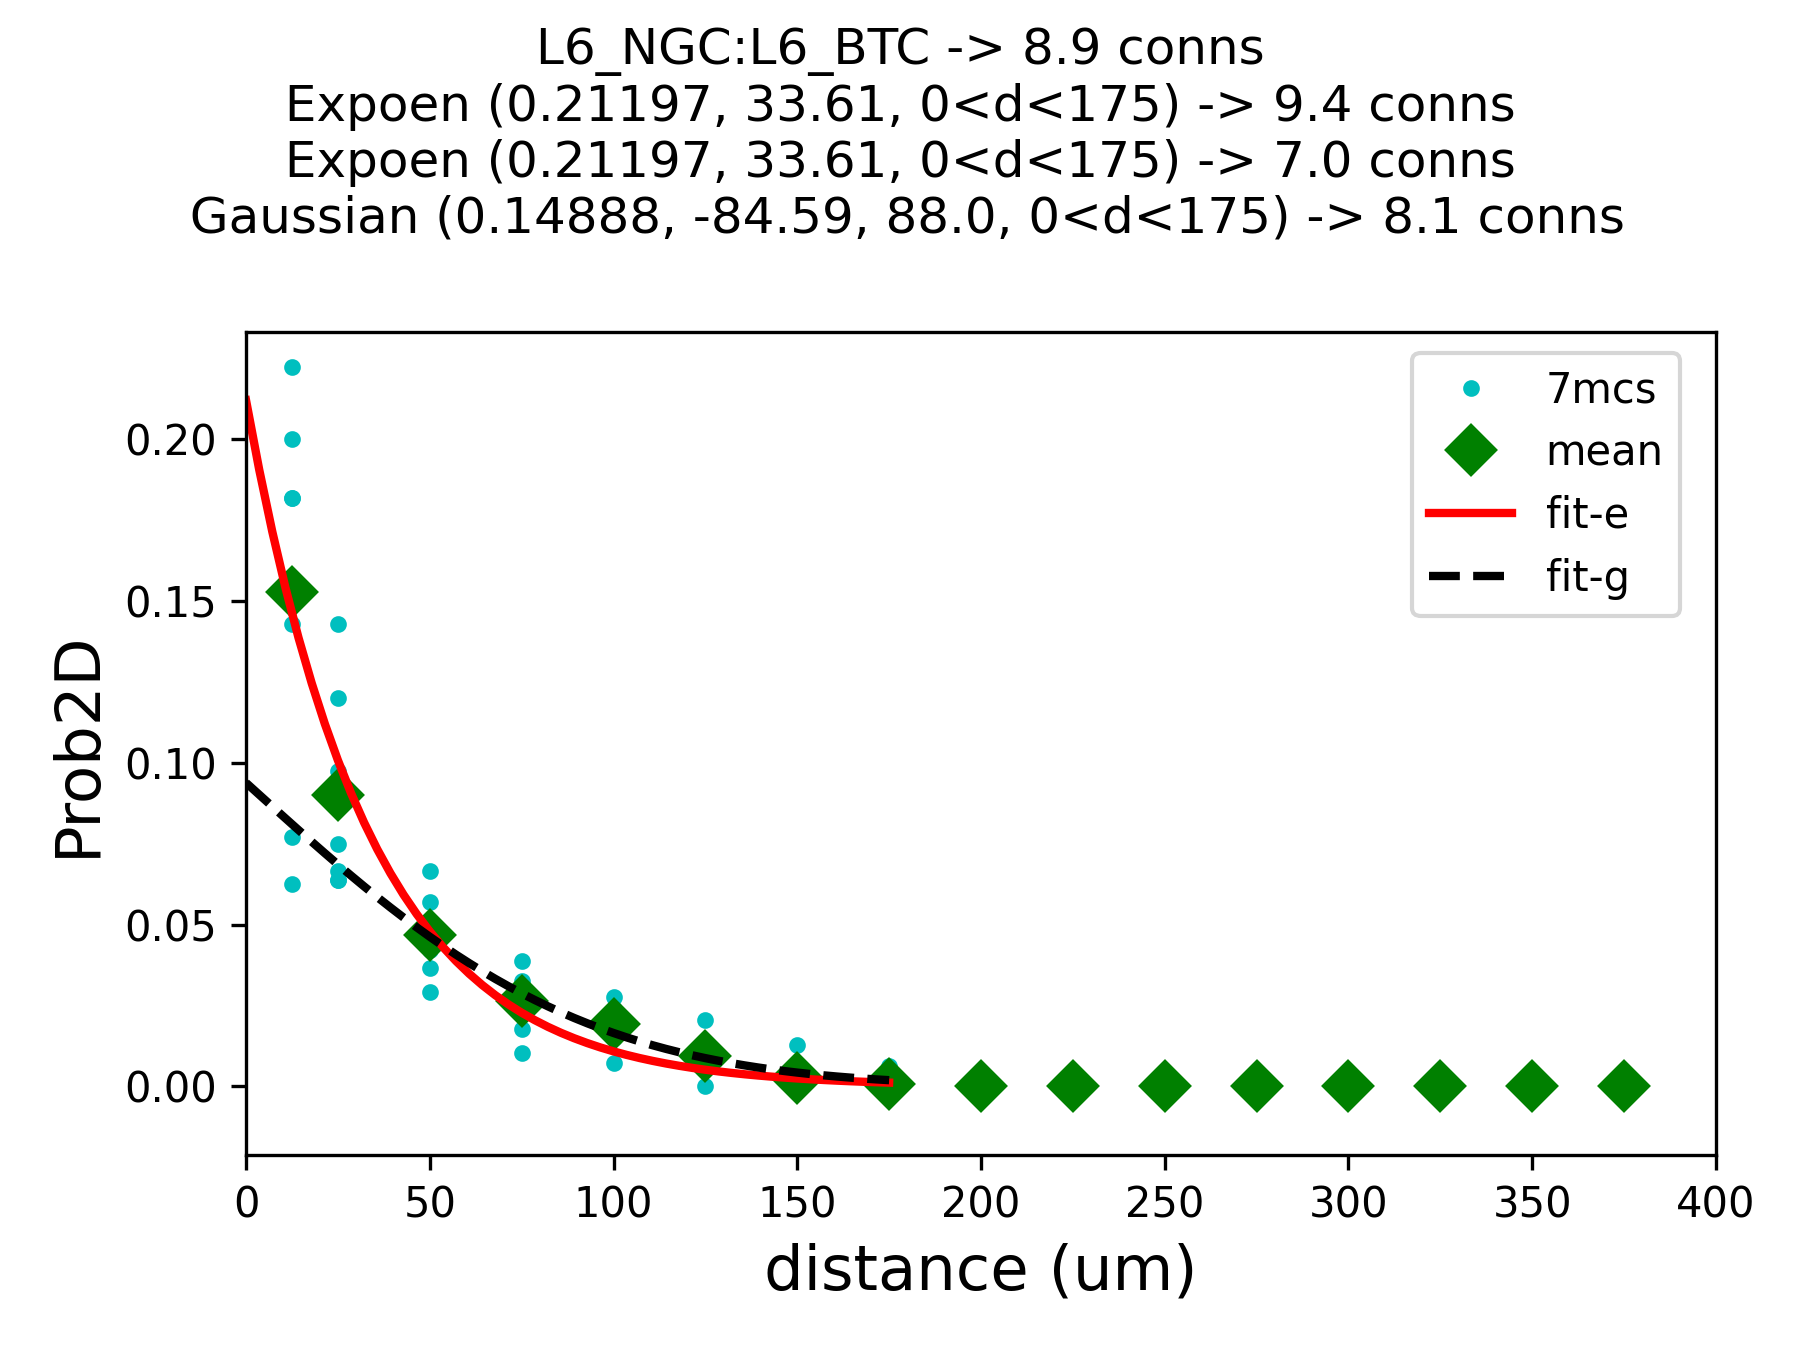 L6_NGC:L6_BTC -> 8.9 conns
Expoen (0.21197, 33.61, 0<d<175) -> 9.4 conns
Expoen (0.21197, 33.61, 0<d<175) -> 7.0 conns
Gaussian (0.14888, -84.59, 88.0, 0<d<175) -> 8.1 conns
7mcs
mean
fit-e
fit-g
Prob2D
0.20
0.15
0.10
0.05
0.00
0 50 100 150 200 250 300 350 400
distance (um)